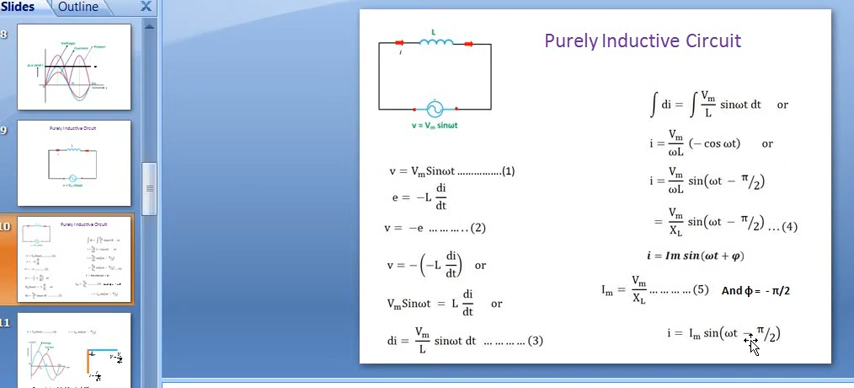 Slides
Outline
8
9
Purely Inductive Circuit
10
Purely Inductive Circuit
11
Purely Inductive Circuit
L
i
v = Vₘ sinωt
v = VₘSinωt ................(1)
e = −L di/dt
v = −e ... ... ... . (2)
v = −(−L di/dt) or
VₘSinωt = L di/dt or
di = Vₘ/L sinωt dt ... ... ... ... (3)
∫ di = ∫ Vₘ/L sinωt dt or
i = Vₘ/ωL (− cos ωt) or
i = Vₘ/ωL sin(ωt − π/2)
= Vₘ/X_L sin(ωt − π/2) ... (4)
i = Im sin(ωt + φ)
Iₘ = Vₘ/X_L ... ... ... (5) And ϕ = - π/2
i = Iₘ sin(ωt − π/2)